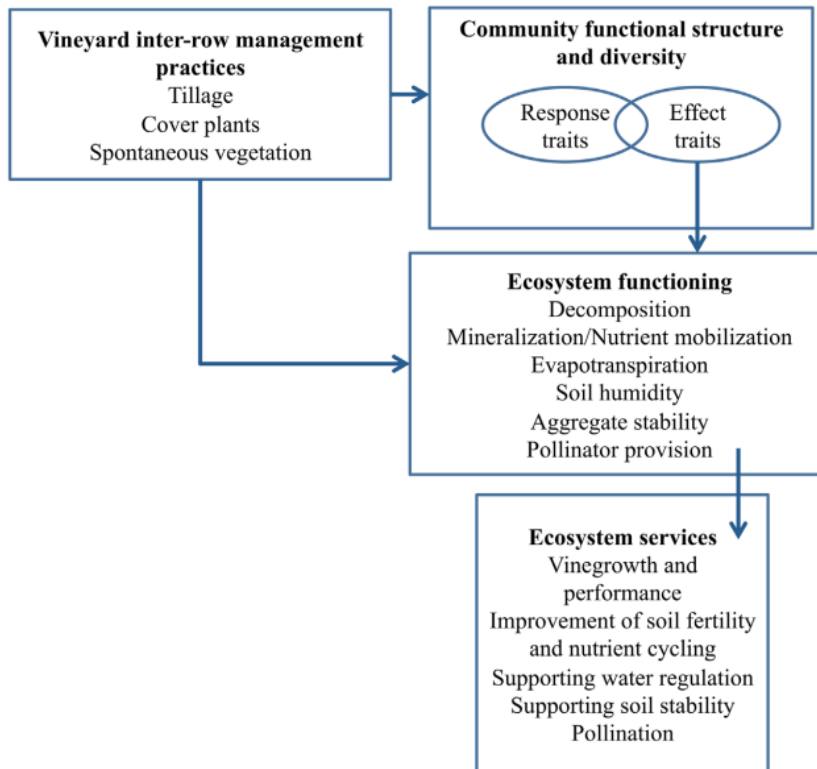 Vineyard inter-row management
practices
Tillage
Cover plants
Spontaneous vegetation
Community functional structure
and diversity
Response
traits
Effect
traits
Ecosystem functioning
Decomposition
Mineralization/Nutrient mobilization
Evapotranspiration
Soil humidity
Aggregate stability
Pollinator provision
Ecosystem services
Vinegrowth and
performance
Improvement of soil fertility
and nutrient cycling
Supporting water regulation
Supporting soil stability
Pollination